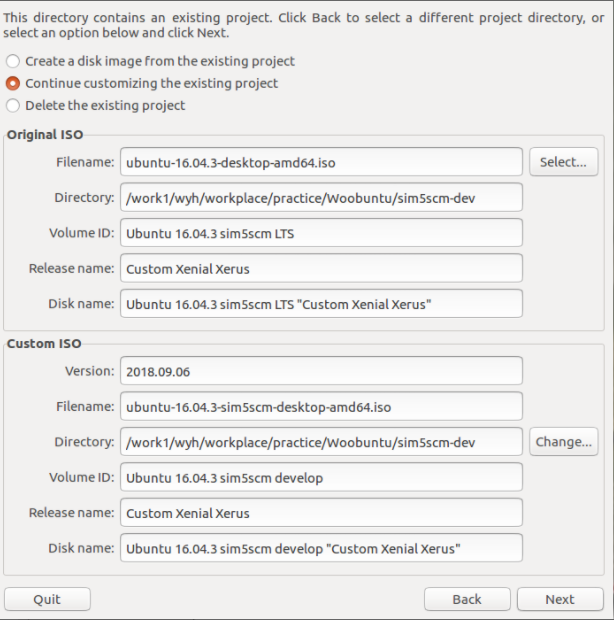 This directory contains an existing project. Click Back to select a different project directory, or
select an option below and click Next.
Create a disk image from the existing project
Continue customizing the existing project
Delete the existing project
Original ISO
Filename: ubuntu-16.04.3-desktop-amd64.iso Select...
Directory: /work1/wyh/workplace/practice/Woobuntu/sim5scm-dev
Volume ID: Ubuntu 16.04.3 sim5scm LTS
Release name: Custom Xenial Xerus
Disk name: Ubuntu 16.04.3 sim5scm LTS "Custom Xenial Xerus"
Custom ISO
Version: 2018.09.06
Filename: ubuntu-16.04.3-sim5scm-desktop-amd64.iso
Directory: /work1/wyh/workplace/practice/Woobuntu/sim5scm-dev Change...
Volume ID: Ubuntu 16.04.3 sim5scm develop
Release name: Custom Xenial Xerus
Disk name: Ubuntu 16.04.3 sim5scm develop "Custom Xenial Xerus"
Quit Back Next